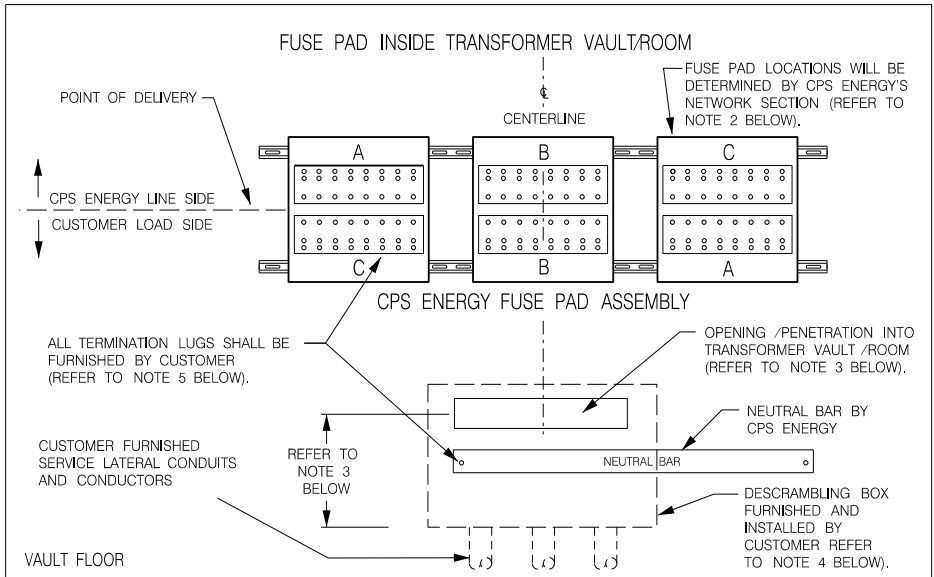 FUSE PAD INSIDE TRANSFORMER VAULT/ROOM
POINT OF DELIVERY
℄
CENTERLINE
FUSE PAD LOCATIONS WILL BE
DETERMINED BY CPS ENERGY'S
NETWORK SECTION (REFER TO
NOTE 2 BELOW).
A
B
C
CPS ENERGY LINE SIDE
CUSTOMER LOAD SIDE
C
B
A
CPS ENERGY FUSE PAD ASSEMBLY
ALL TERMINATION LUGS SHALL BE
FURNISHED BY CUSTOMER
(REFER TO NOTE 5 BELOW).
OPENING /PENETRATION INTO
TRANSFORMER VAULT /ROOM
(REFER TO NOTE 3 BELOW).
CUSTOMER FURNISHED
SERVICE LATERAL CONDUITS
AND CONDUCTORS
REFER TO
NOTE 3
BELOW
NEUTRAL BAR BY
CPS ENERGY
NEUTRAL BAR
DESCRAMBLING BOX
FURNISHED AND
INSTALLED BY
CUSTOMER REFER
TO NOTE 4 BELOW).
VAULT FLOOR